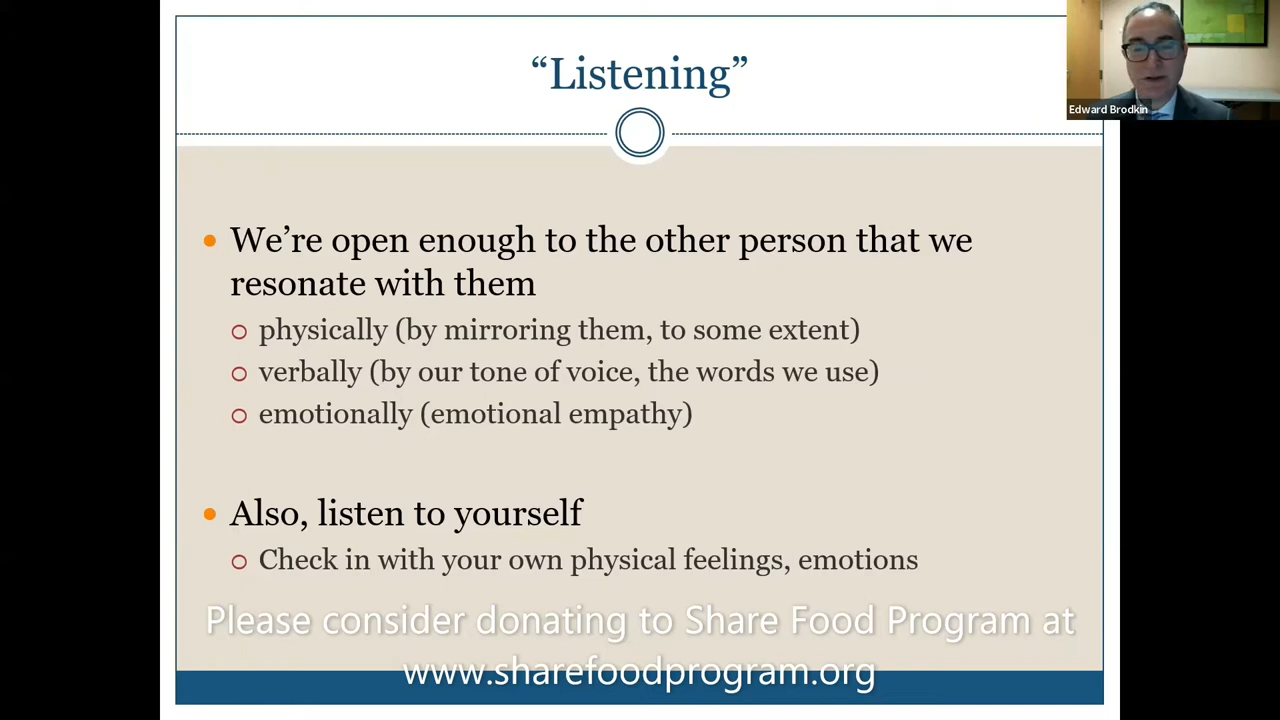 “Listening”
Edward Brodkin
We’re open enough to the other person that we
resonate with them
physically (by mirroring them, to some extent)
verbally (by our tone of voice, the words we use)
emotionally (emotional empathy)
Also, listen to yourself
Check in with your own physical feelings, emotions
Please consider donating to Share Food Program at
www.sharefoodprogram.org